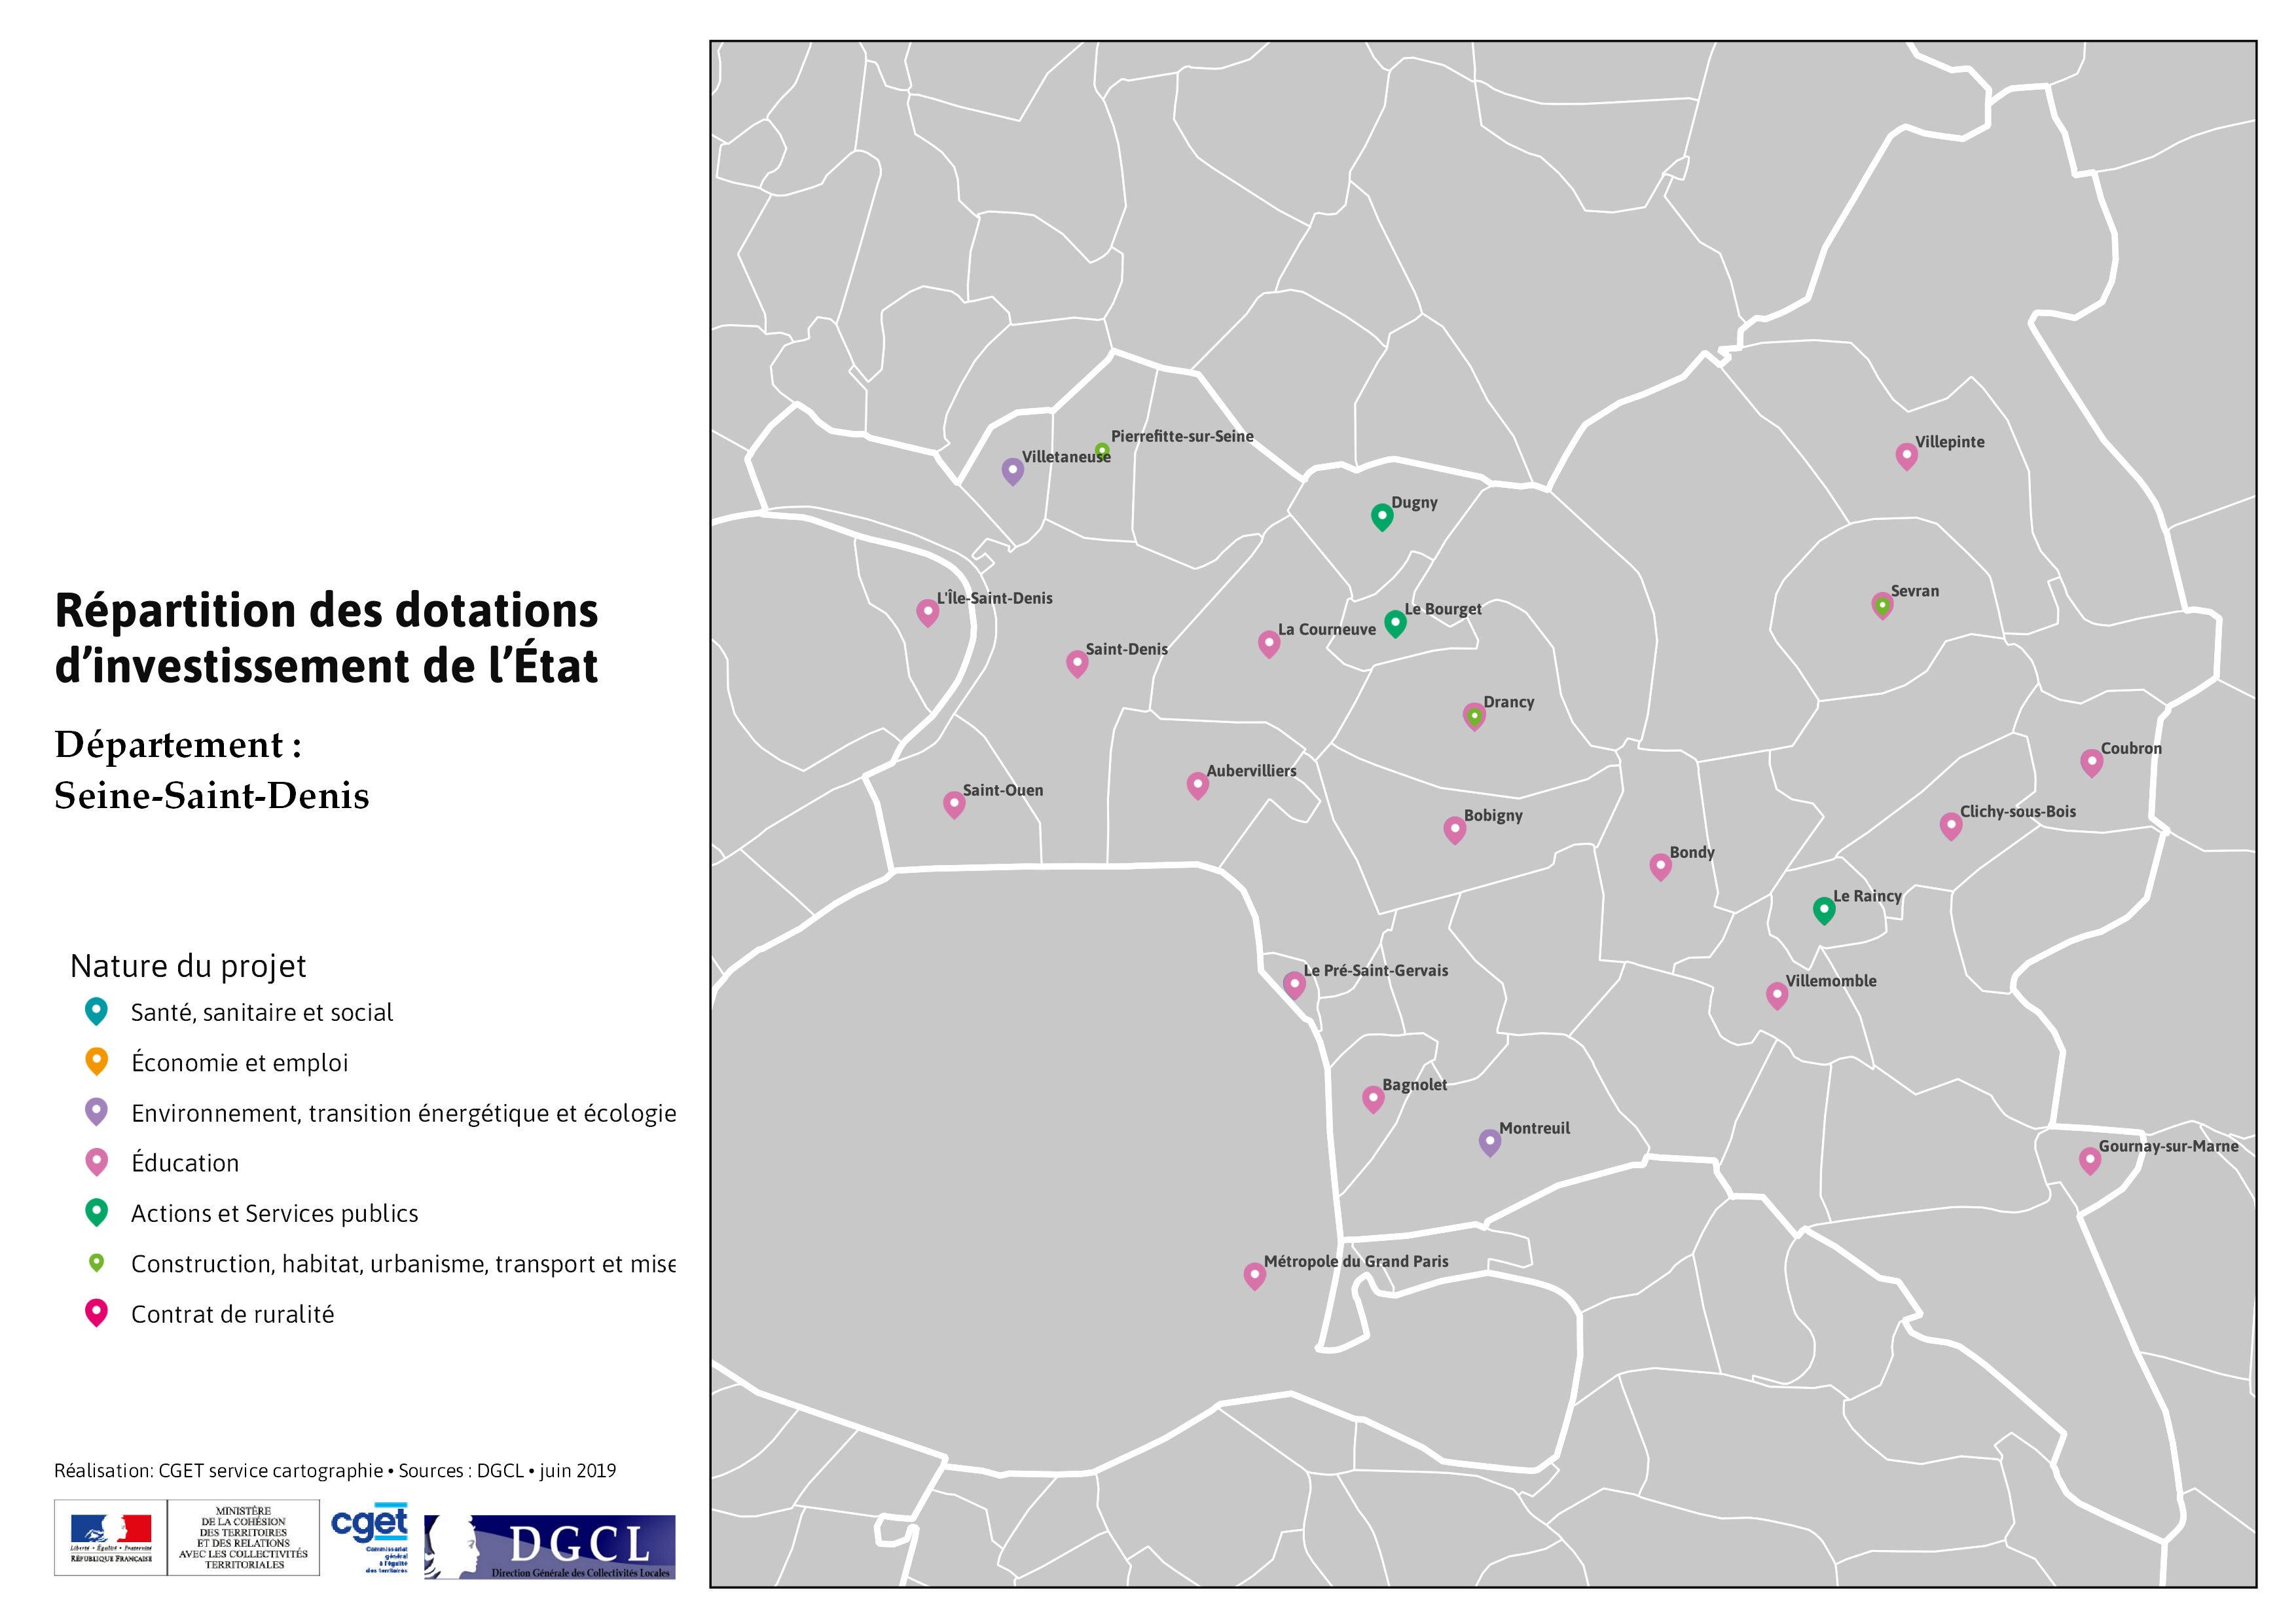 Répartition des dotations
d’investissement de l’État
Département :
Seine-Saint-Denis
Nature du projet
Santé, sanitaire et social
Économie et emploi
Environnement, transition énergétique et écologie
Éducation
Actions et Services publics
Construction, habitat, urbanisme, transport et mise
Contrat de ruralité
Réalisation: CGET service cartographie • Sources : DGCL • juin 2019
Liberté • Égalité • Fraternité
RÉPUBLIQUE FRANÇAISE
MINISTÈRE
DE LA COHÉSION
DES TERRITOIRES
ET DES RELATIONS
AVEC LES COLLECTIVITÉS
TERRITORIALES
cget
Commissariat
général
à l'égalité
des territoires
DGCL
Direction Générale des Collectivités Locales
Pierrefitte-sur-Seine
Villepinte
Villetaneuse
Dugny
Sevran
L'Île-Saint-Denis
Le Bourget
La Courneuve
Saint-Denis
Drancy
Coubron
Aubervilliers
Saint-Ouen
Clichy-sous-Bois
Bobigny
Bondy
Le Raincy
Le Pré-Saint-Gervais
Villemomble
Bagnolet
Montreuil
Gournay-sur-Marne
Métropole du Grand Paris